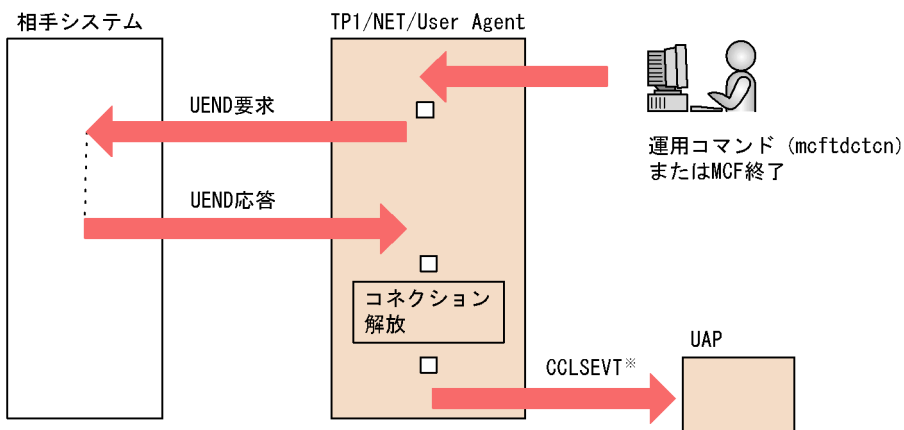 相手システム
TP1/NET/User Agent
UEND要求
運用コマンド (mcftdctcn)
またはMCF終了
UEND応答
コネクション
解放
UAP
CCLSEVT※